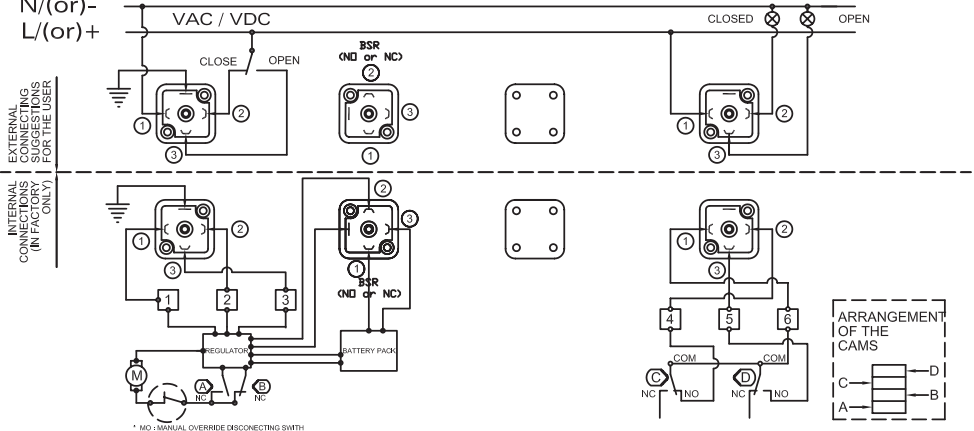 N/(or)-
L/(or)+
VAC / VDC
CLOSED
OPEN
CLOSE
OPEN
BSR
(NO or NC)
EXTERNAL
CONNECTING
SUGGESTIONS
FOR THE USER
1
2
3
2
3
1
1
2
3
INTERNAL
CONNECTIONS
(IN FACTORY
ONLY)
1
2
3
2
3
1
BSR
(NO or NC)
1
2
3
1
2
3
4
5
6
REGULATOR
BATTERY PACK
M
A
NC
B
NC
COM
C
NC
NO
COM
D
NC
NO
ARRANGEMENT
OF THE
CAMS
D
C
B
A
* MO : MANUAL OVERRIDE DISCONECTING SWITH